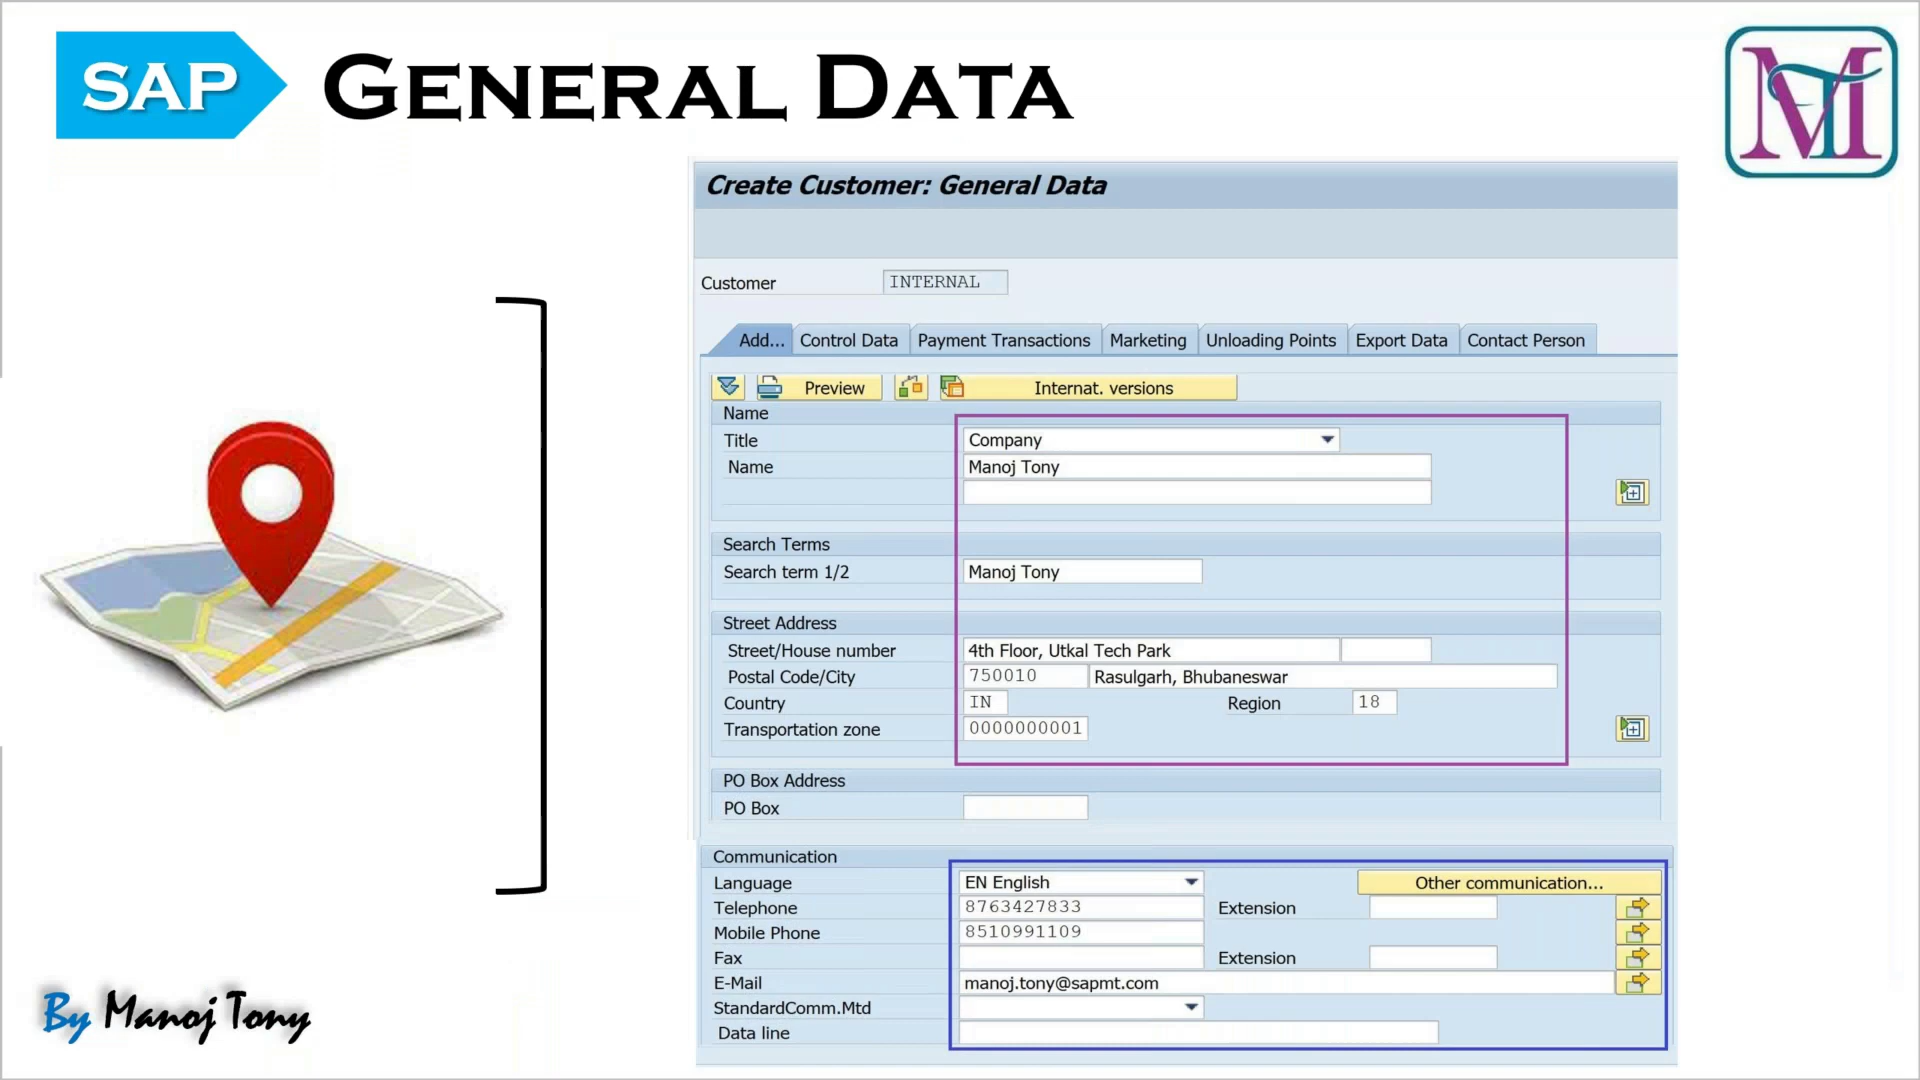 SAP GENERAL DATA
MT
Create Customer: General Data
Customer INTERNAL
Add... Control Data Payment Transactions Marketing Unloading Points Export Data Contact Person
Preview Internat. versions
Name
Title Company
Name Manoj Tony
Search Terms
Search term 1/2 Manoj Tony
Street Address
Street/House number 4th Floor, Utkal Tech Park
Postal Code/City 750010 Rasulgarh, Bhubaneswar
Country IN Region 18
Transportation zone 0000000001
PO Box Address
PO Box
Communication
Language EN English Other communication...
Telephone 8763427833 Extension
Mobile Phone 8510991109
Fax Extension
E-Mail manoj.tony@sapmt.com
StandardComm.Mtd
Data line
By Manoj Tony